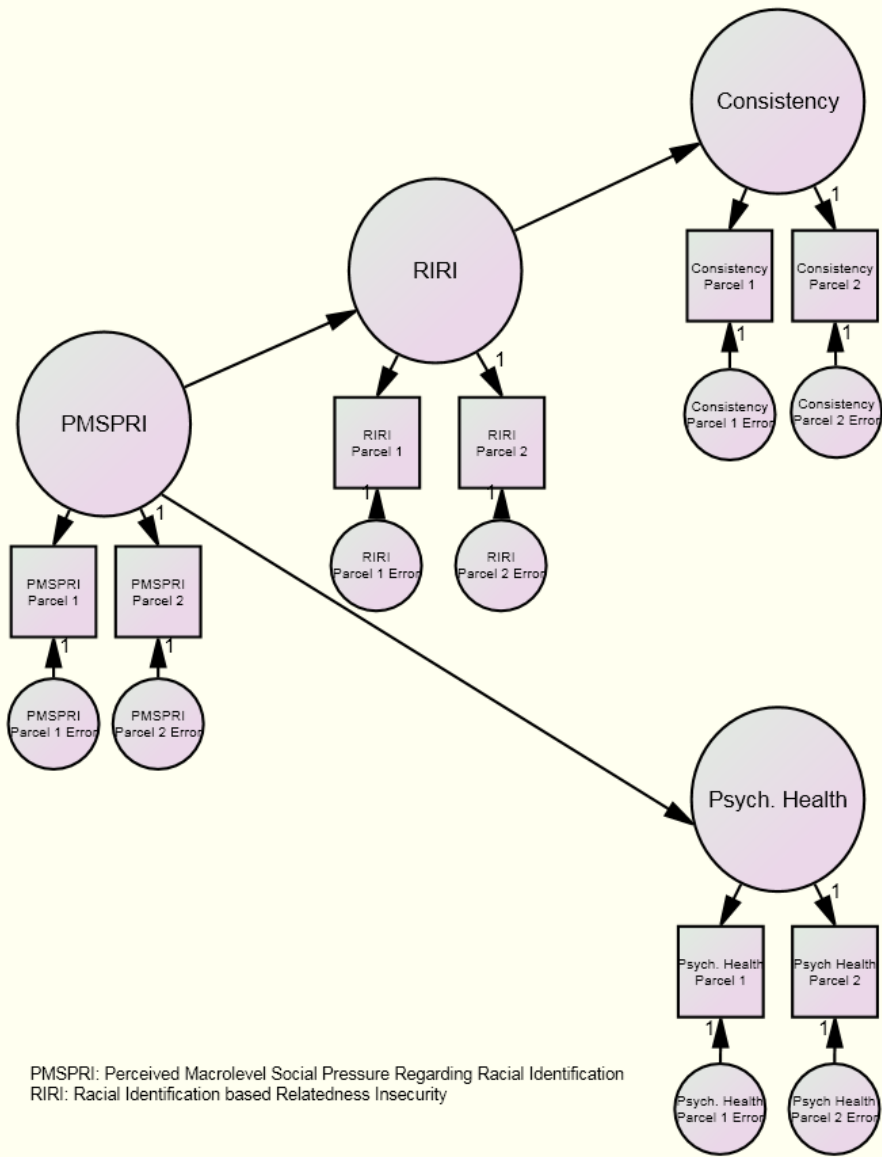 Consistency
1
Consistency
Parcel 1
Consistency
Parcel 2
1
1
Consistency
Parcel 1 Error
Consistency
Parcel 2 Error
RIRI
1
RIRI
Parcel 1
RIRI
Parcel 2
1
1
RIRI
Parcel 1 Error
RIRI
Parcel 2 Error
PMSPRI
1
PMSPRI
Parcel 1
PMSPRI
Parcel 2
1
1
PMSPRI
Parcel 1 Error
PMSPRI
Parcel 2 Error
Psych. Health
1
Psych. Health
Parcel 1
Psych Health
Parcel 2
1
1
Psych. Health
Parcel 1 Error
Psych Health
Parcel 2 Error
PMSPRI: Perceived Macrolevel Social Pressure Regarding Racial Identification
RIRI: Racial Identification based Relatedness Insecurity